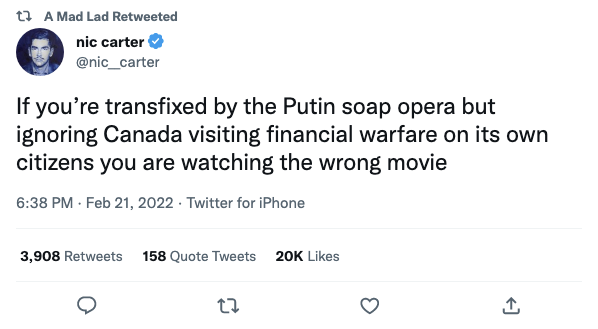 A Mad Lad Retweeted
nic carter
@nic__carter
If you’re transfixed by the Putin soap opera but
ignoring Canada visiting financial warfare on its own
citizens you are watching the wrong movie
6:38 PM · Feb 21, 2022 · Twitter for iPhone
3,908 Retweets 158 Quote Tweets 20K Likes